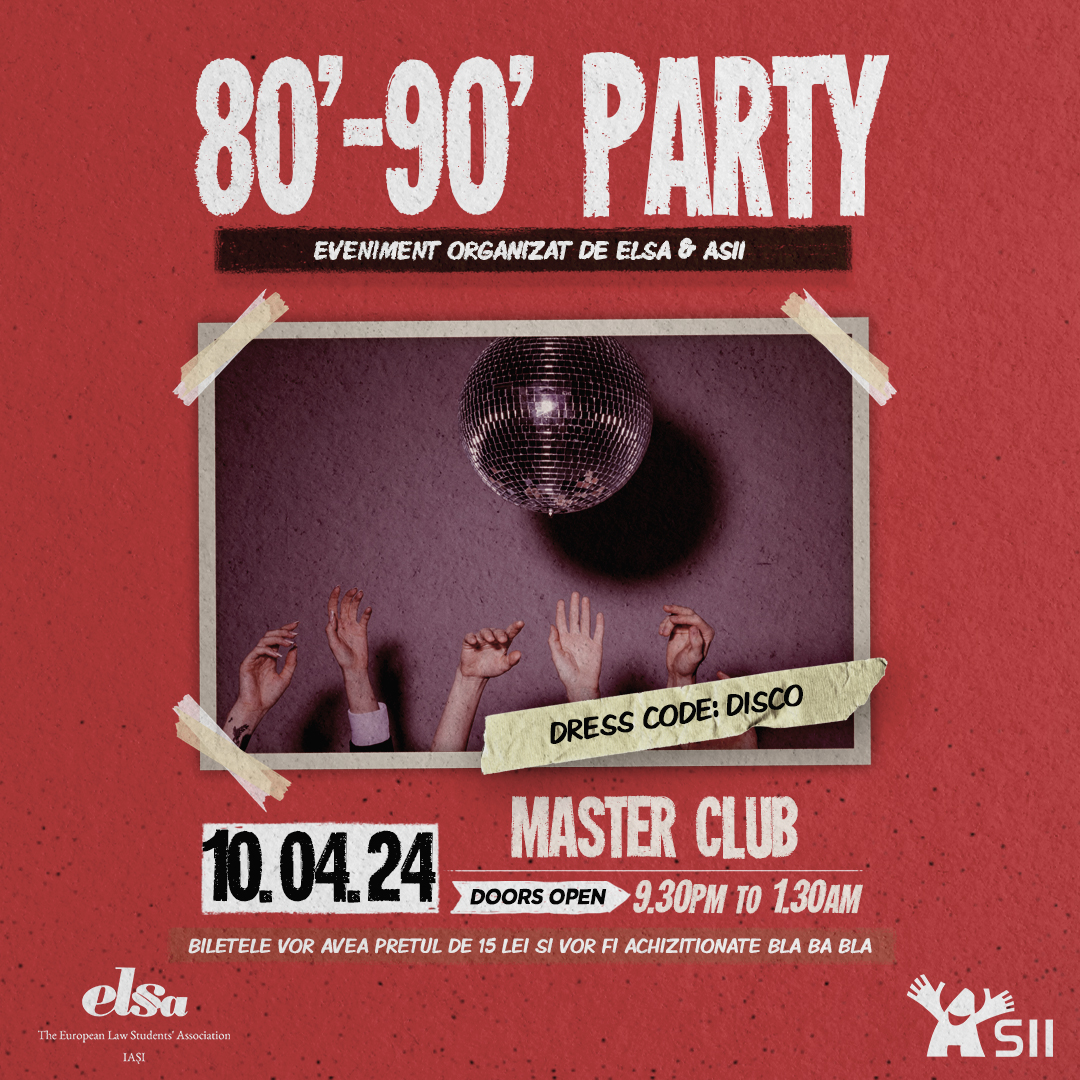 80'-90' PARTY
EVENIMENT ORGANIZAT DE ELSA & ASII
DRESS CODE: DISCO
MASTER CLUB
10.04.24
DOORS OPEN 9.30PM TO 1.30AM
BILETELE VOR AVEA PRETUL DE 15 LEI SI VOR FI ACHIZITIONATE BLA BA BLA
elsa
The European Law Students' Association
IAȘI
ASII